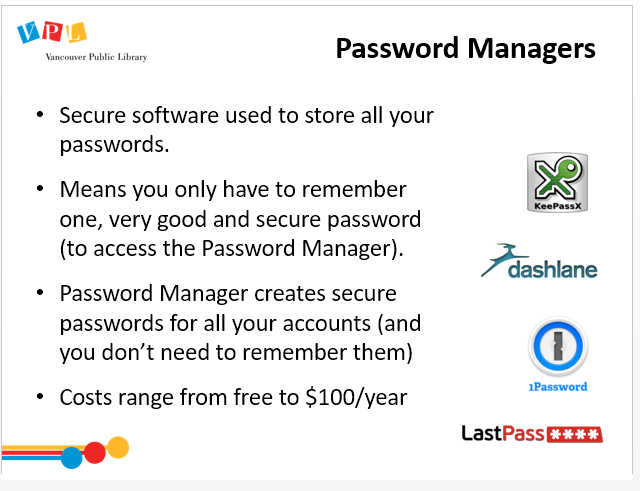 VPL
Vancouver Public Library
Password Managers
• Secure software used to store all your
passwords.
• Means you only have to remember
one, very good and secure password
(to access the Password Manager).
• Password Manager creates secure
passwords for all your accounts (and
you don’t need to remember them)
• Costs range from free to $100/year
KeePassX
dashlane
1Password
LastPass ****